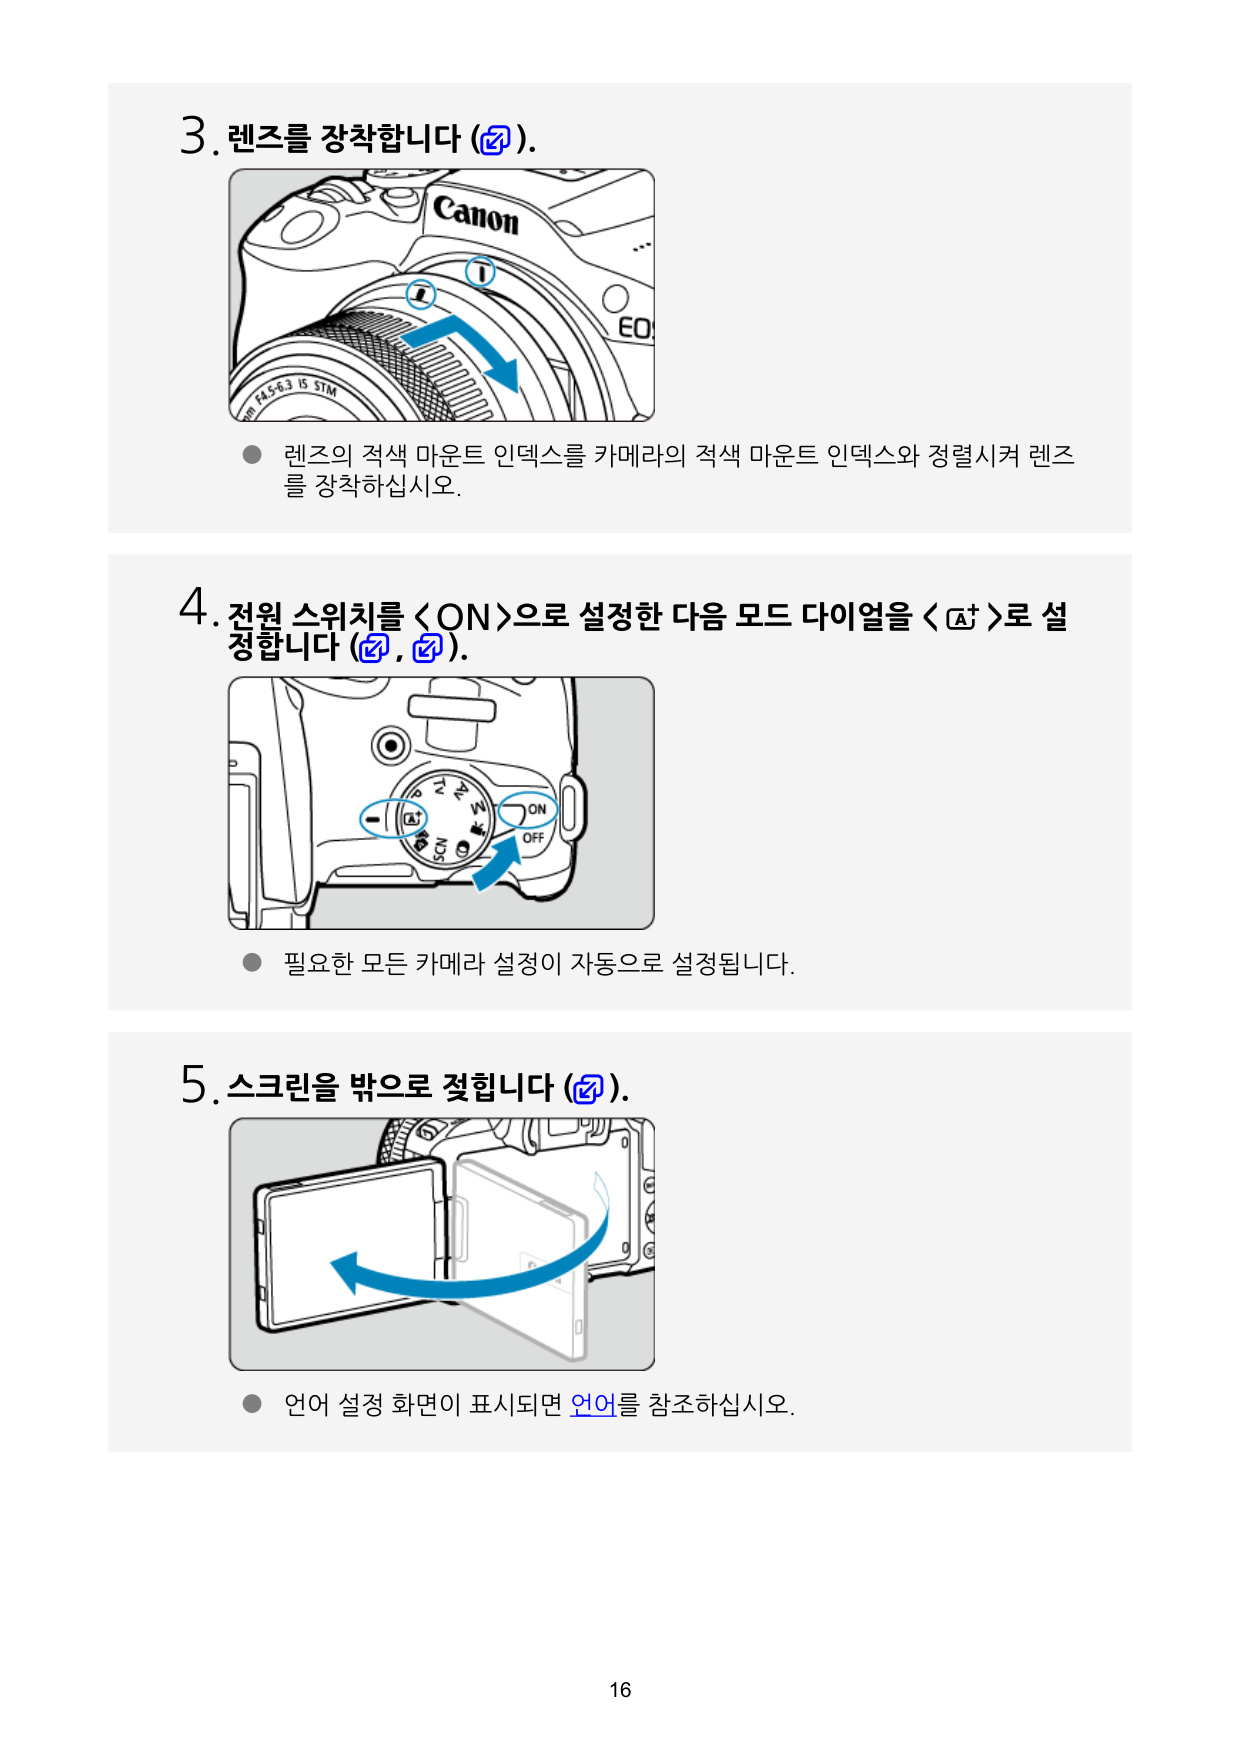 3. 렌즈를 장착합니다 ( ).
Canon
EOS
mm F4.5-6.3 IS STM
● 렌즈의 적색 마운트 인덱스를 카메라의 적색 마운트 인덱스와 정렬시켜 렌즈
를 장착하십시오.
4. 전원 스위치를 <ON>으로 설정한 다음 모드 다이얼을 <A+>로 설
정합니다 ( , ).
P Tv Av M
A+
SCN
ON
OFF
● 필요한 모든 카메라 설정이 자동으로 설정됩니다.
5. 스크린을 밖으로 젖힙니다 ( ).
● 언어 설정 화면이 표시되면 언어를 참조하십시오.
16